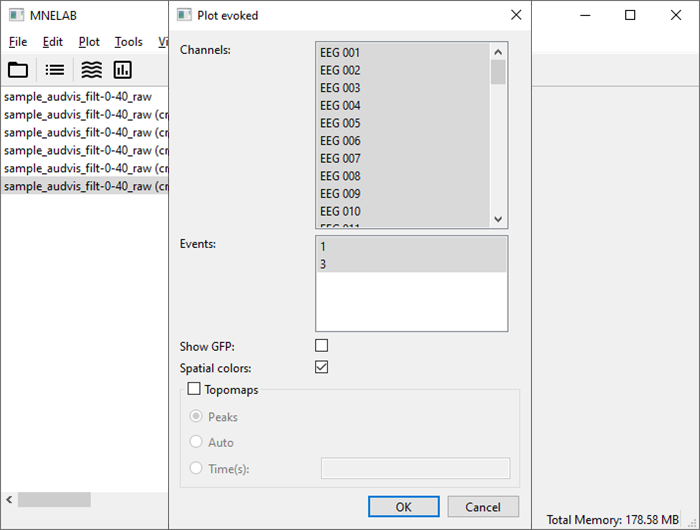 MNELAB
File Edit Plot Tools
sample_audvis_filt-0-40_raw
sample_audvis_filt-0-40_raw (cr
sample_audvis_filt-0-40_raw (cr
sample_audvis_filt-0-40_raw (cr
sample_audvis_filt-0-40_raw (cr
sample_audvis_filt-0-40_raw (cr
Plot evoked
Channels:
EEG 001
EEG 002
EEG 003
EEG 004
EEG 005
EEG 006
EEG 007
EEG 008
EEG 009
EEG 010
EEG 011
Events:
1
3
Show GFP:
Spatial colors:
Topomaps
Peaks
Auto
Time(s):
OK Cancel
Total Memory: 178.58 MB